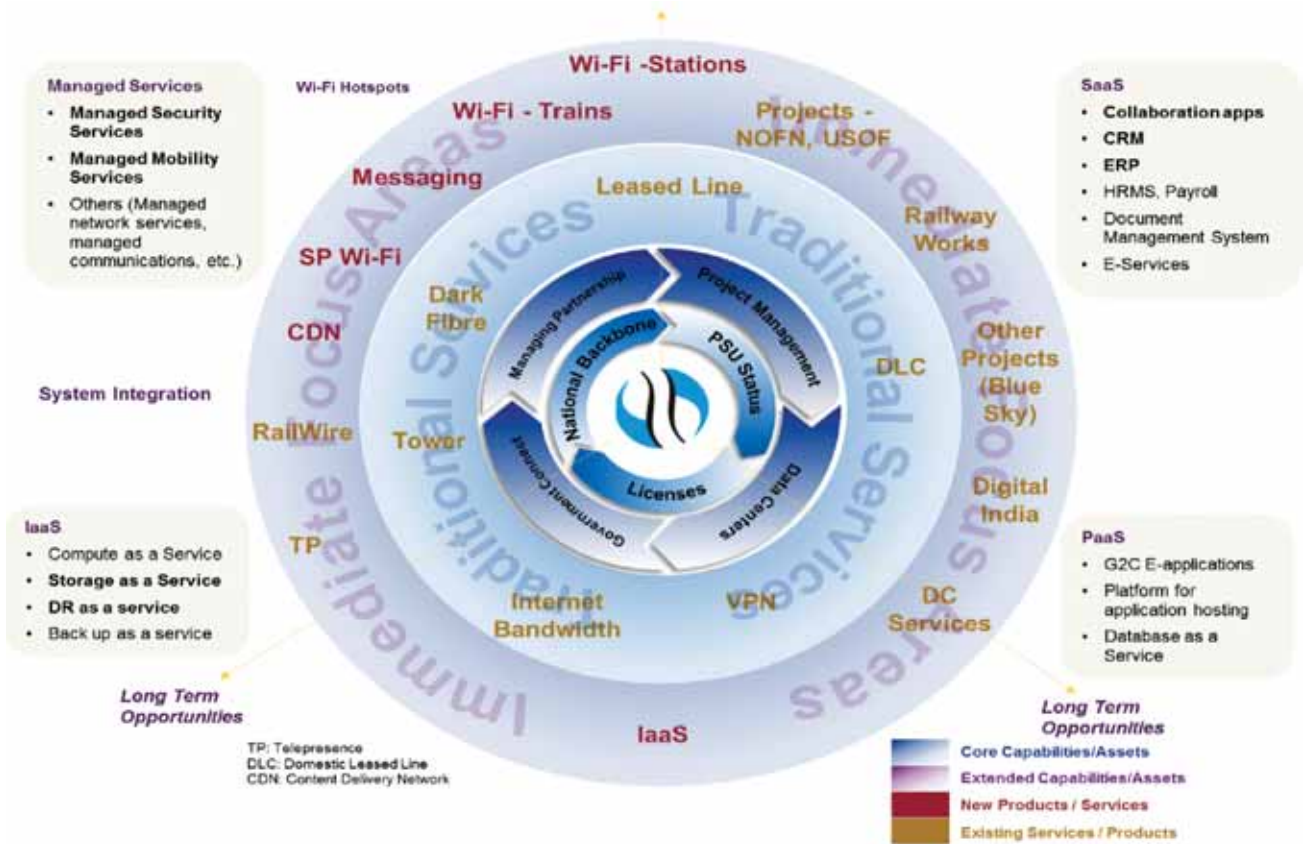 Wi-Fi -Stations
Wi-Fi Hotspots
Wi-Fi - Trains
Projects -
NOFN, USOF
Messaging
Leased Line
Railway
Works
SP Wi-Fi
Dark
Fibre
CDN
DLC
Other
Projects
(Blue
Sky)
System Integration
RailWire
Tower
Digital
India
TP
Internet
Bandwidth
VPN
DC
Services
IaaS
Immediate Focus Areas
Immediate Focus Areas
Traditional Services
Traditional Services
Managing Partnership
Project Management
Data Centers
Government Connect
National Backbone
PSU Status
Licenses
Managed Services
• Managed Security
Services
• Managed Mobility
Services
• Others (Managed
network services,
managed
communications, etc.)
SaaS
• Collaboration apps
• CRM
• ERP
• HRMS, Payroll
• Document
Management System
• E-Services
IaaS
• Compute as a Service
• Storage as a Service
• DR as a service
• Back up as a service
PaaS
• G2C E-applications
• Platform for
application hosting
• Database as a
Service
Long Term
Opportunities
Long Term
Opportunities
TP: Telepresence
DLC: Domestic Leased Line
CDN: Content Delivery Network
Core Capabilities/Assets
Extended Capabilities/Assets
New Products / Services
Existing Services / Products